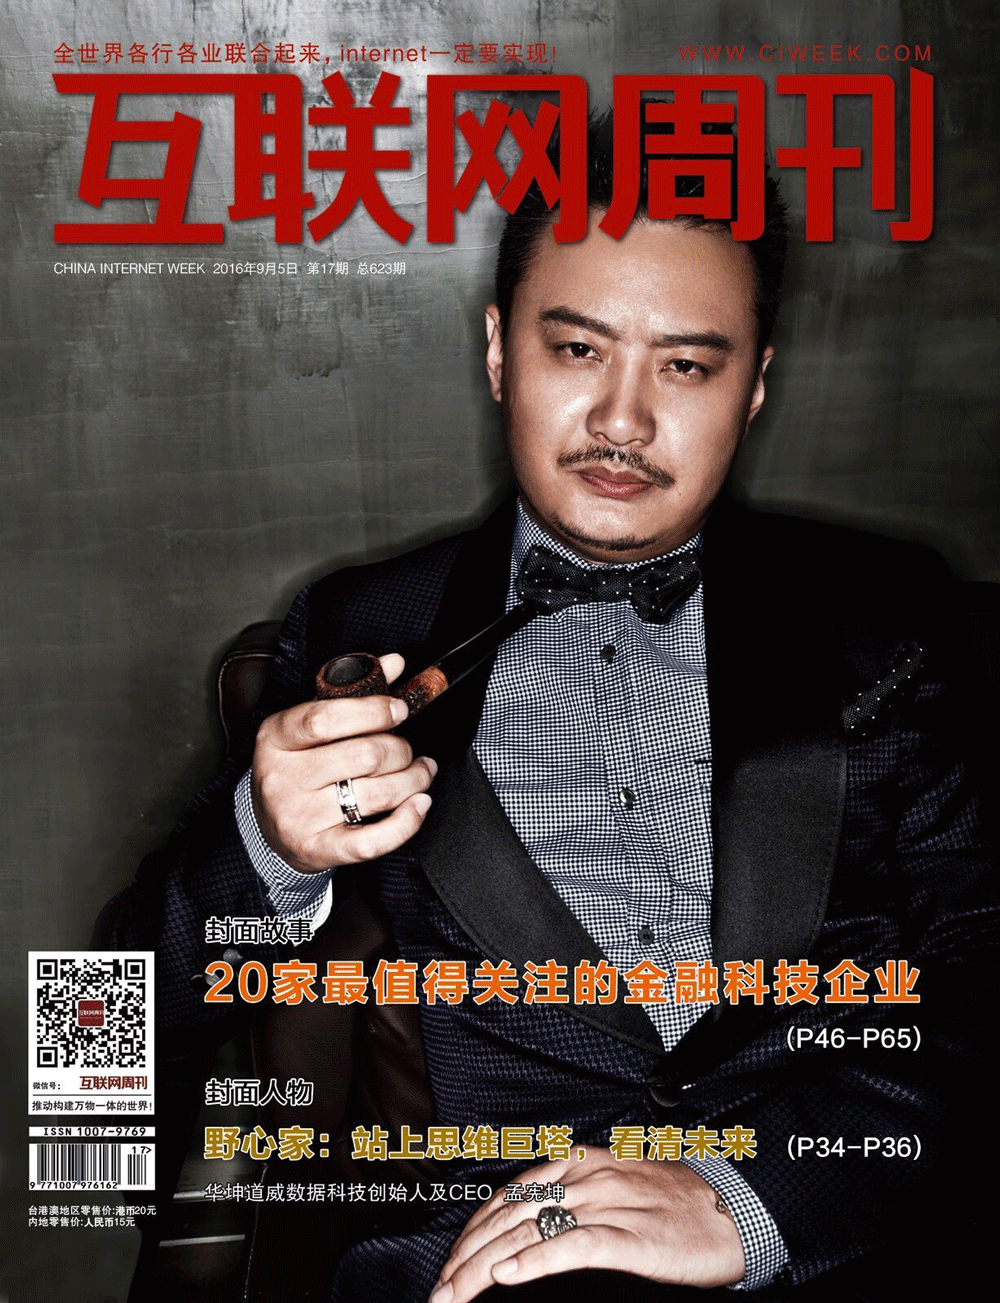 全世界各行各业联合起来，internet一定要实现！
WWW.CIWEEK.COM
互联网周刊
CHINA INTERNET WEEK 2016年9月5日 第17期 总623期
封面故事
20家最值得关注的金融科技企业
(P46-P65)
封面人物
野心家：站上思维巨塔，看清未来 (P34-P36)
华坤道威数据科技创始人及CEO 孟宪坤
互联网周刊
微信号： 互联网周刊
推动构建万物一体的世界！
ISSN 1007-9769
17>
9 771007 976162
台港澳地区零售价:港币20元
内地零售价:人民币15元